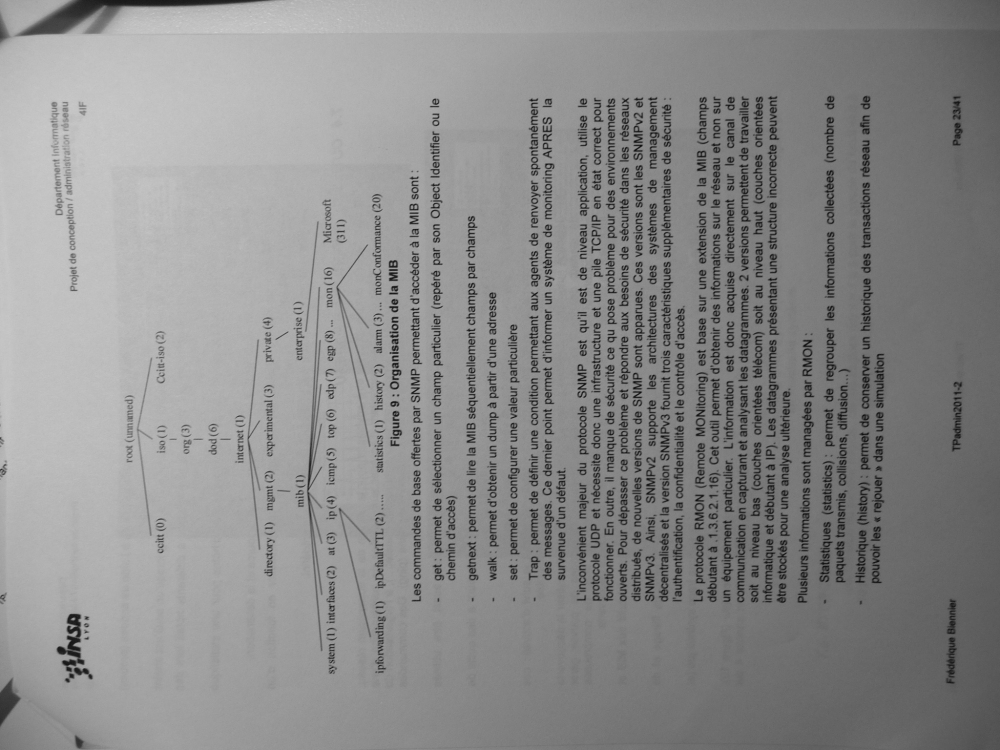 INSA
LYON
Département Informatique
Projet de conception / administration réseau
4IF
root (unnamed)
ccitt (0) iso (1) Ccitt-iso (2)
org (3)
dod (6)
internet (1)
directory (1) mgmt (2) experimental (3) private (4)
mib (1) enterprise (1)
system (1) interfaces (2) at (3) ip (4) icmp (5) top (6) edp (7) egp (8) ... mon (16) Microsoft
(311)
ipforwarding (1) ipDefaultTTL (2) .... statistics (1) history (2) alarm (3) ... monConformance (20)
Figure 9 : Organisation de la MIB
Les commandes de base offertes par SNMP permettant d'accéder à la MIB sont :
- get : permet de sélectionner un champ particulier (repéré par son Object Identifier ou le
chemin d'accès)
- getnext : permet de lire la MIB séquentiellement champs par champs
- walk : permet d'obtenir un dump à partir d'une adresse
- set : permet de configurer une valeur particulière
- Trap : permet de définir une condition permettant aux agents de renvoyer spontanément
des messages. Ce dernier point permet d'informer un système de monitoring APRES la
survenue d'un défaut.
L'inconvénient majeur du protocole SNMP est qu'il est de niveau application, utilise le
protocole UDP et nécessite donc une infrastructure et une pile TCP/IP en état correct pour
fonctionner. En outre, il manque de sécurité ce qu pose problème pour des environnements
ouverts. Pour dépasser ce problème et répondre aux besoins de sécurité dans les réseaux
distribués, de nouvelles versions de SNMP sont apparues. Ces versions sont les SNMPv2 et
SNMPv3. Ainsi, SNMPv2 supporte les architectures des systèmes de management
décentralisés et la version SNMPv3 fournit trois caractéristiques supplémentaires de sécurité :
l'authentification, la confidentialité et le contrôle d'accès.
Le protocole RMON (Remote MONitoring) est base sur une extension de la MIB (champs
débutant à .1.3.6.2.1.16). Cet outil permet d'obtenir des informations sur le réseau et non sur
un équipement particulier. L'information est donc acquise directement sur le canal de
communication en capturant et analysant les datagrammes. 2 versions permettent de travailler
soit au niveau bas (couches orientées télécom) soit au niveau haut (couches orientées
informatique et débutant à IP). Les datagrammes présentant une structure incorrecte peuvent
être stockés pour une analyse ultérieure.
Plusieurs informations sont managées par RMON :
- Statistiques (statistics) : permet de regrouper les informations collectées (nombre de
paquets transmis, collisions, diffusion...)
- Historique (history) : permet de conserver un historique des transactions réseau afin de
pouvoir les « rejouer » dans une simulation
Frédérique Biennier TPadmin2011-2 Page 23/41